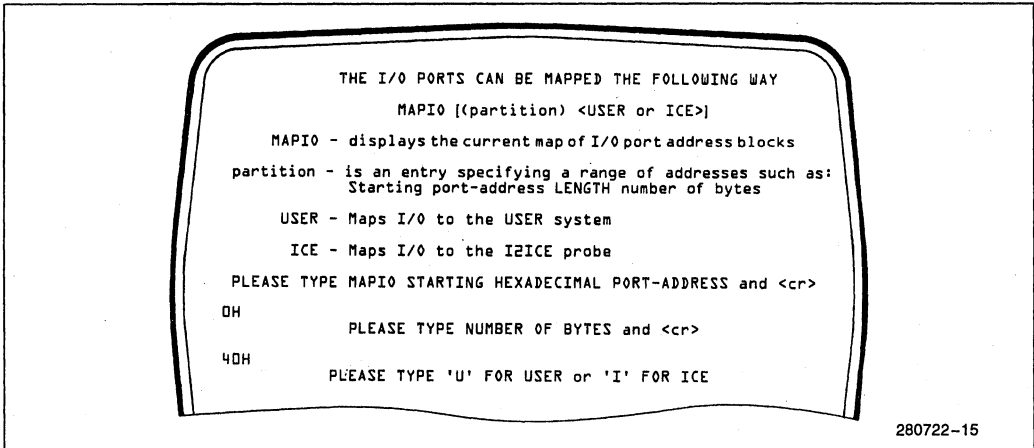 THE I/O PORTS CAN BE MAPPED THE FOLLOWING WAY
MAPIO [(partition) <USER or ICE>]
MAPIO - displays the current map of I/O port address blocks
partition - is an entry specifying a range of addresses such as:
Starting port-address LENGTH number of bytes
USER - Maps I/O to the USER system
ICE - Maps I/O to the I2ICE probe
PLEASE TYPE MAPIO STARTING HEXADECIMAL PORT-ADDRESS and <cr>
0H
PLEASE TYPE NUMBER OF BYTES and <cr>
40H
PLEASE TYPE 'U' FOR USER or 'I' FOR ICE
280722-15